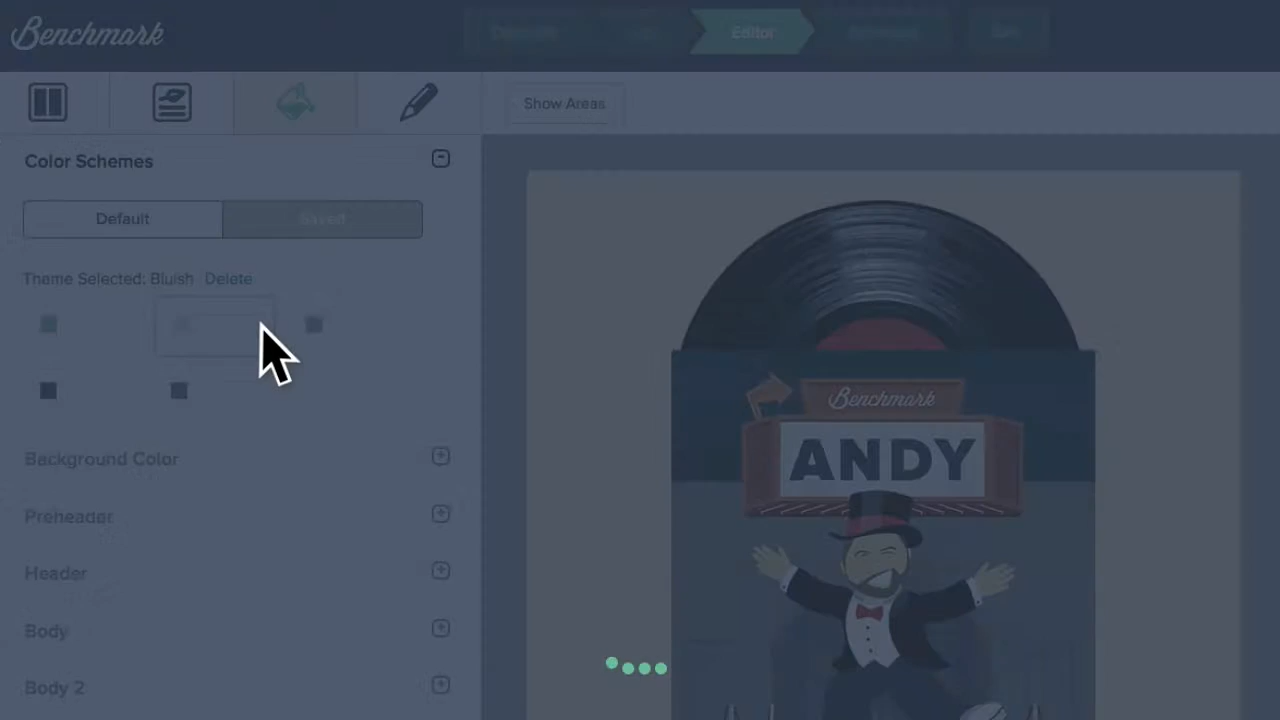 Benchmark
Editor
Show Areas
Color Schemes
Default
Saved
Theme Selected: Bluish Delete
Background Color
Preheader
Header
Body
Body 2
Benchmark
ANDY